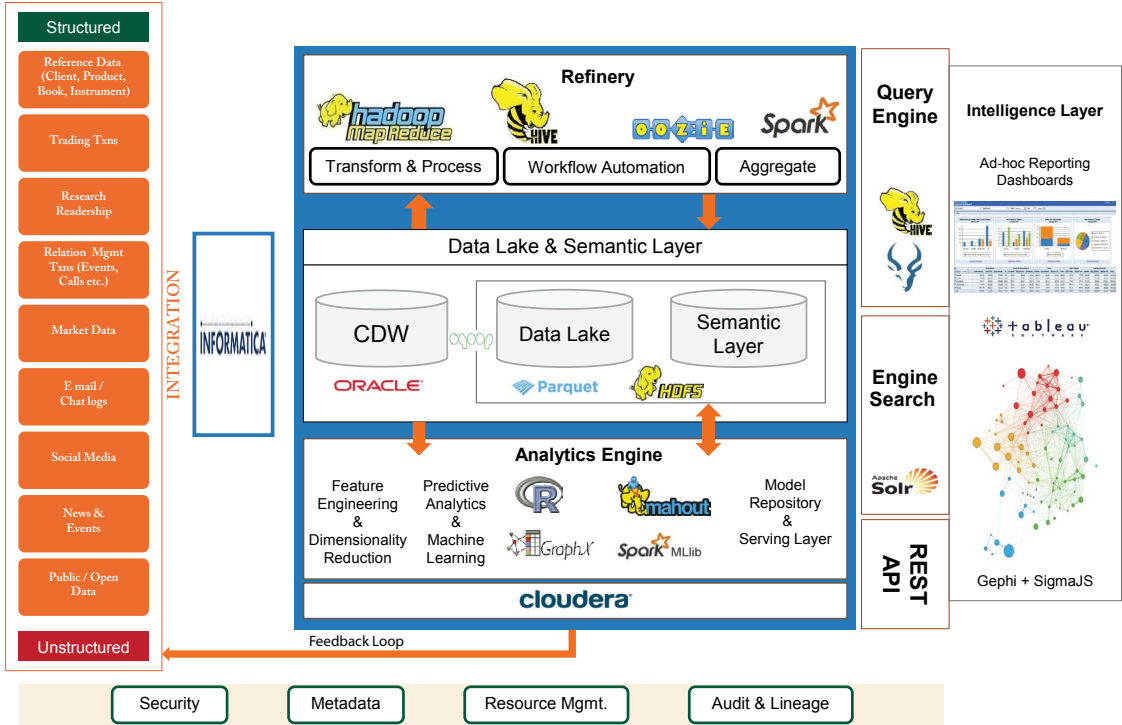 Structured
Reference Data
(Client, Product,
Book, Instrument)
Trading Txns
Research
Readership
Relation Mgmt
Txns (Events,
Calls etc.)
Market Data
E mail /
Chat logs
Social Media
News &
Events
Public / Open
Data
Unstructured
INTEGRATION
INFORMATICA
Refinery
hadoop
Map Reduce
HIVE
OOZIE
Spark
Transform & Process
Workflow Automation
Aggregate
Data Lake & Semantic Layer
CDW
sqoop
Data Lake
Semantic
Layer
ORACLE
Parquet
HDFS
Analytics Engine
Feature
Engineering
&
Dimensionality
Reduction
Predictive
Analytics
&
Machine
Learning
R
mahout
GraphX
Spark MLlib
Model
Repository
&
Serving Layer
cloudera
Feedback Loop
Query
Engine
HIVE
Engine
Search
Apache
Solr
REST
API
Intelligence Layer
Ad-hoc Reporting
Dashboards
tableau
SOFTWARE
Gephi + SigmaJS
Security
Metadata
Resource Mgmt.
Audit & Lineage